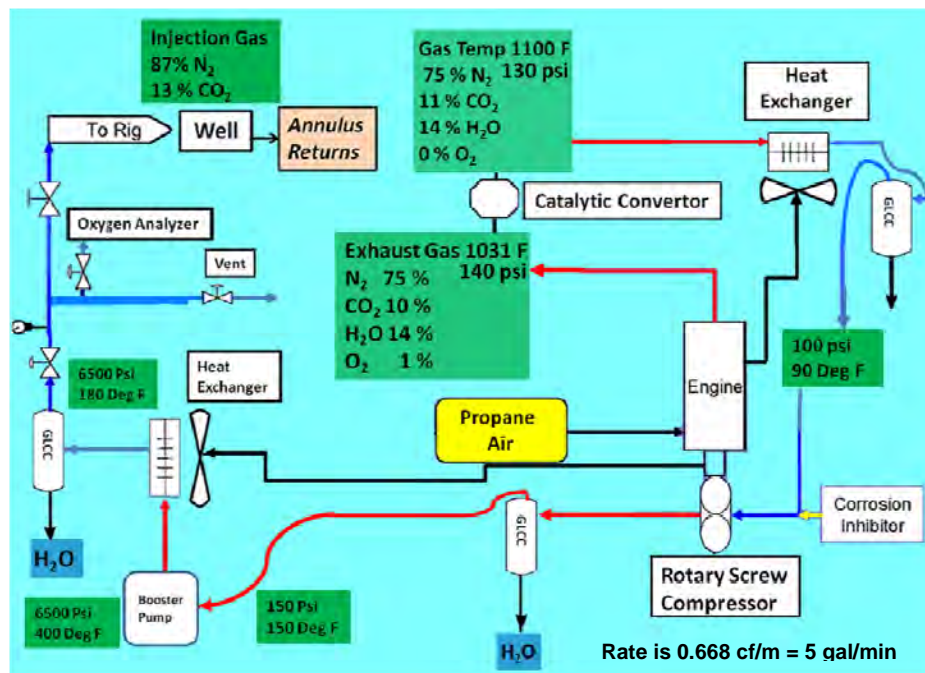 Injection Gas
87% N₂
13 % CO₂
To Rig
Well
Annulus
Returns
Gas Temp 1100 F
75 % N₂ 130 psi
11 % CO₂
14 % H₂O
0 % O₂
Heat
Exchanger
GLCC
Catalytic Convertor
Oxygen Analyzer
Vent
Exhaust Gas 1031 F
140 psi
N₂ 75 %
CO₂ 10 %
H₂O 14 %
O₂ 1 %
100 psi
90 Deg F
6500 Psi
180 Deg F
Heat
Exchanger
Engine
Propane
Air
GLCC
GLCC
Corrosion
Inhibitor
H₂O
Rotary Screw
Compressor
Booster
Pump
6500 Psi
400 Deg F
150 Psi
150 Deg F
H₂O
Rate is 0.668 cf/m = 5 gal/min